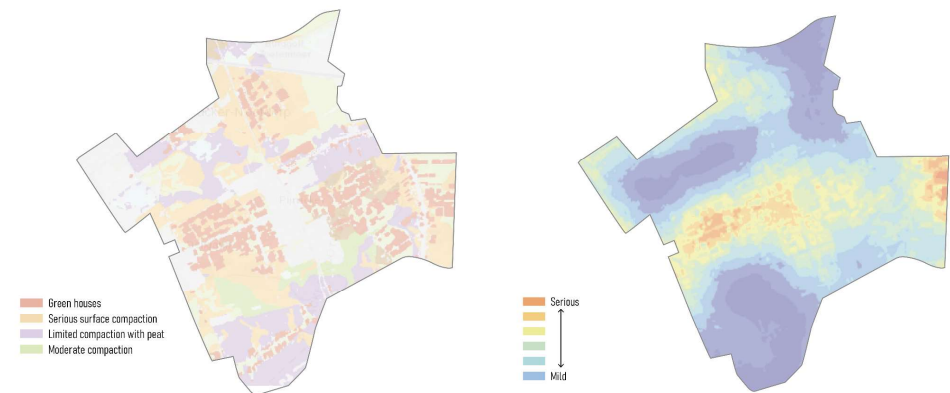 Green houses
Serious surface compaction
Limited compaction with peat
Moderate compaction
Serious
Mild